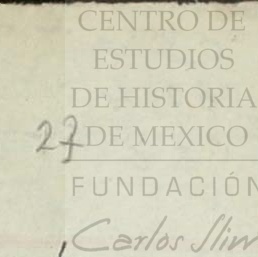 CENTRO DE
ESTUDIOS
DE HISTORIA
27 DE MEXICO
FUNDACIÓN
Carlos Slim